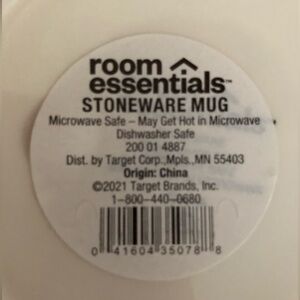 room
essentials™
STONEWARE MUG
Microwave Safe – May Get Hot in Microwave
Dishwasher Safe
200 01 4887
Dist. by Target Corp., Mpls., MN 55403
Origin: China
©2021 Target Brands, Inc.
1-800-440-0680
0 41604 35078 8